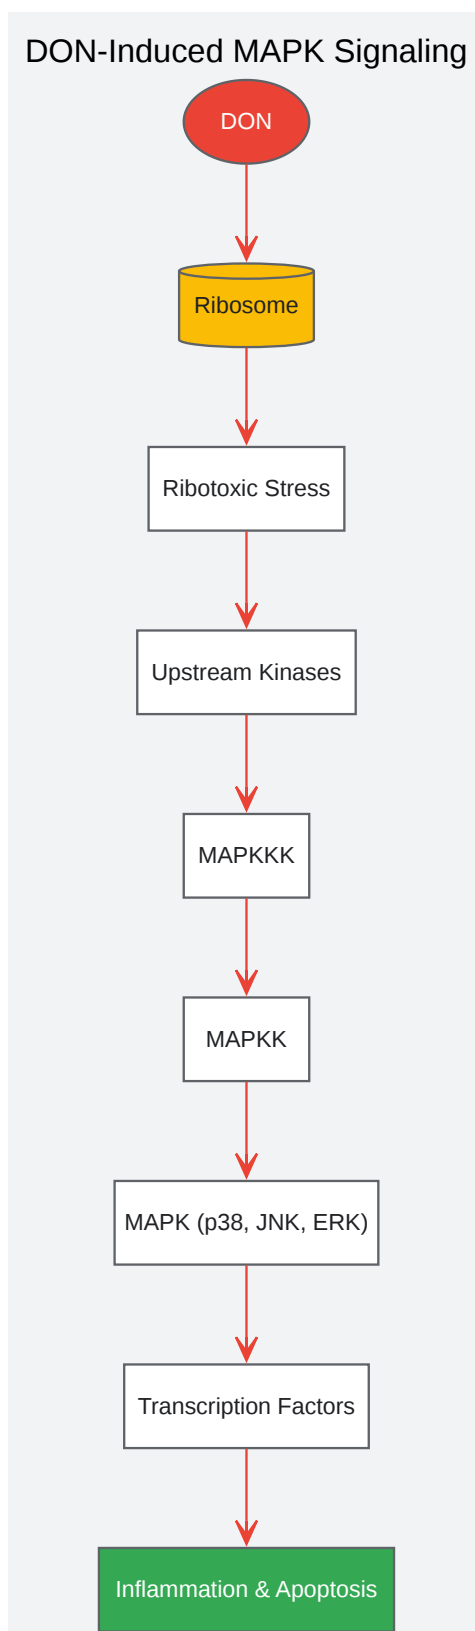 DON-Induced MAPK Signaling
DON
Ribosome
Ribotoxic Stress
Upstream Kinases
MAPKKK
MAPKK
MAPK (p38, JNK, ERK)
Transcription Factors
Inflammation & Apoptosis